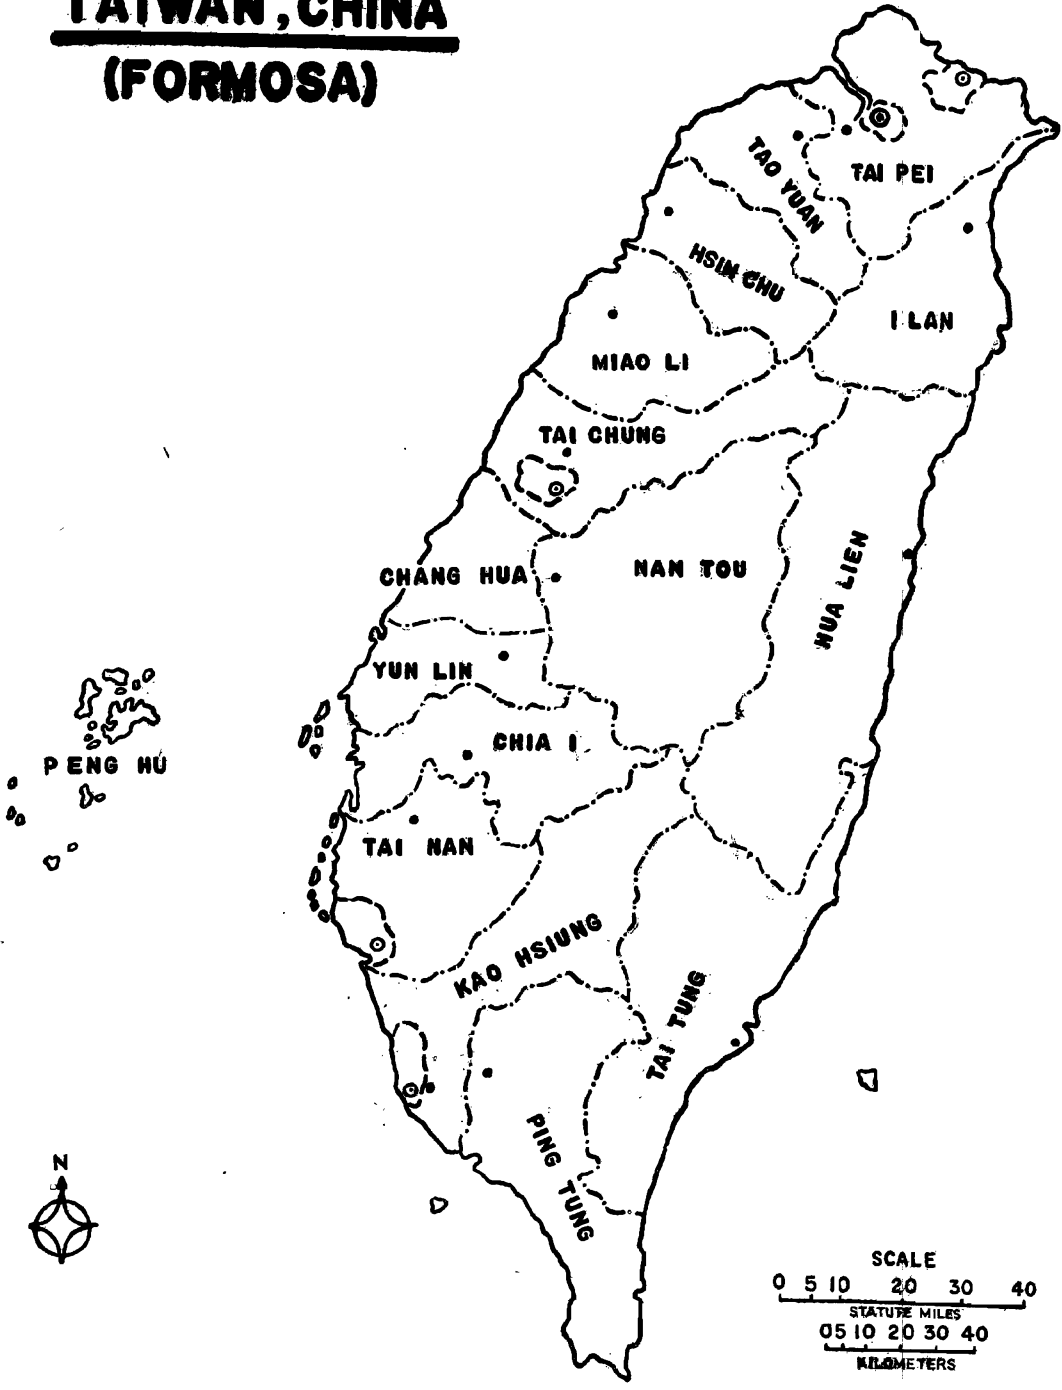 TAIWAN, CHINA
(FORMOSA)
TAI PEI
TAO YUAN
HSIN CHU
I LAN
MIAO LI
TAI CHUNG
NAN TOU
CHANG HUA
HUA LIEN
YUN LIN
CHIA I
PENG HU
TAI NAN
KAO HSIUNG
TAI TUNG
PING TUNG
N
SCALE
0 5 10 20 30 40
STATUTE MILES
0 5 10 20 30 40
KILOMETERS